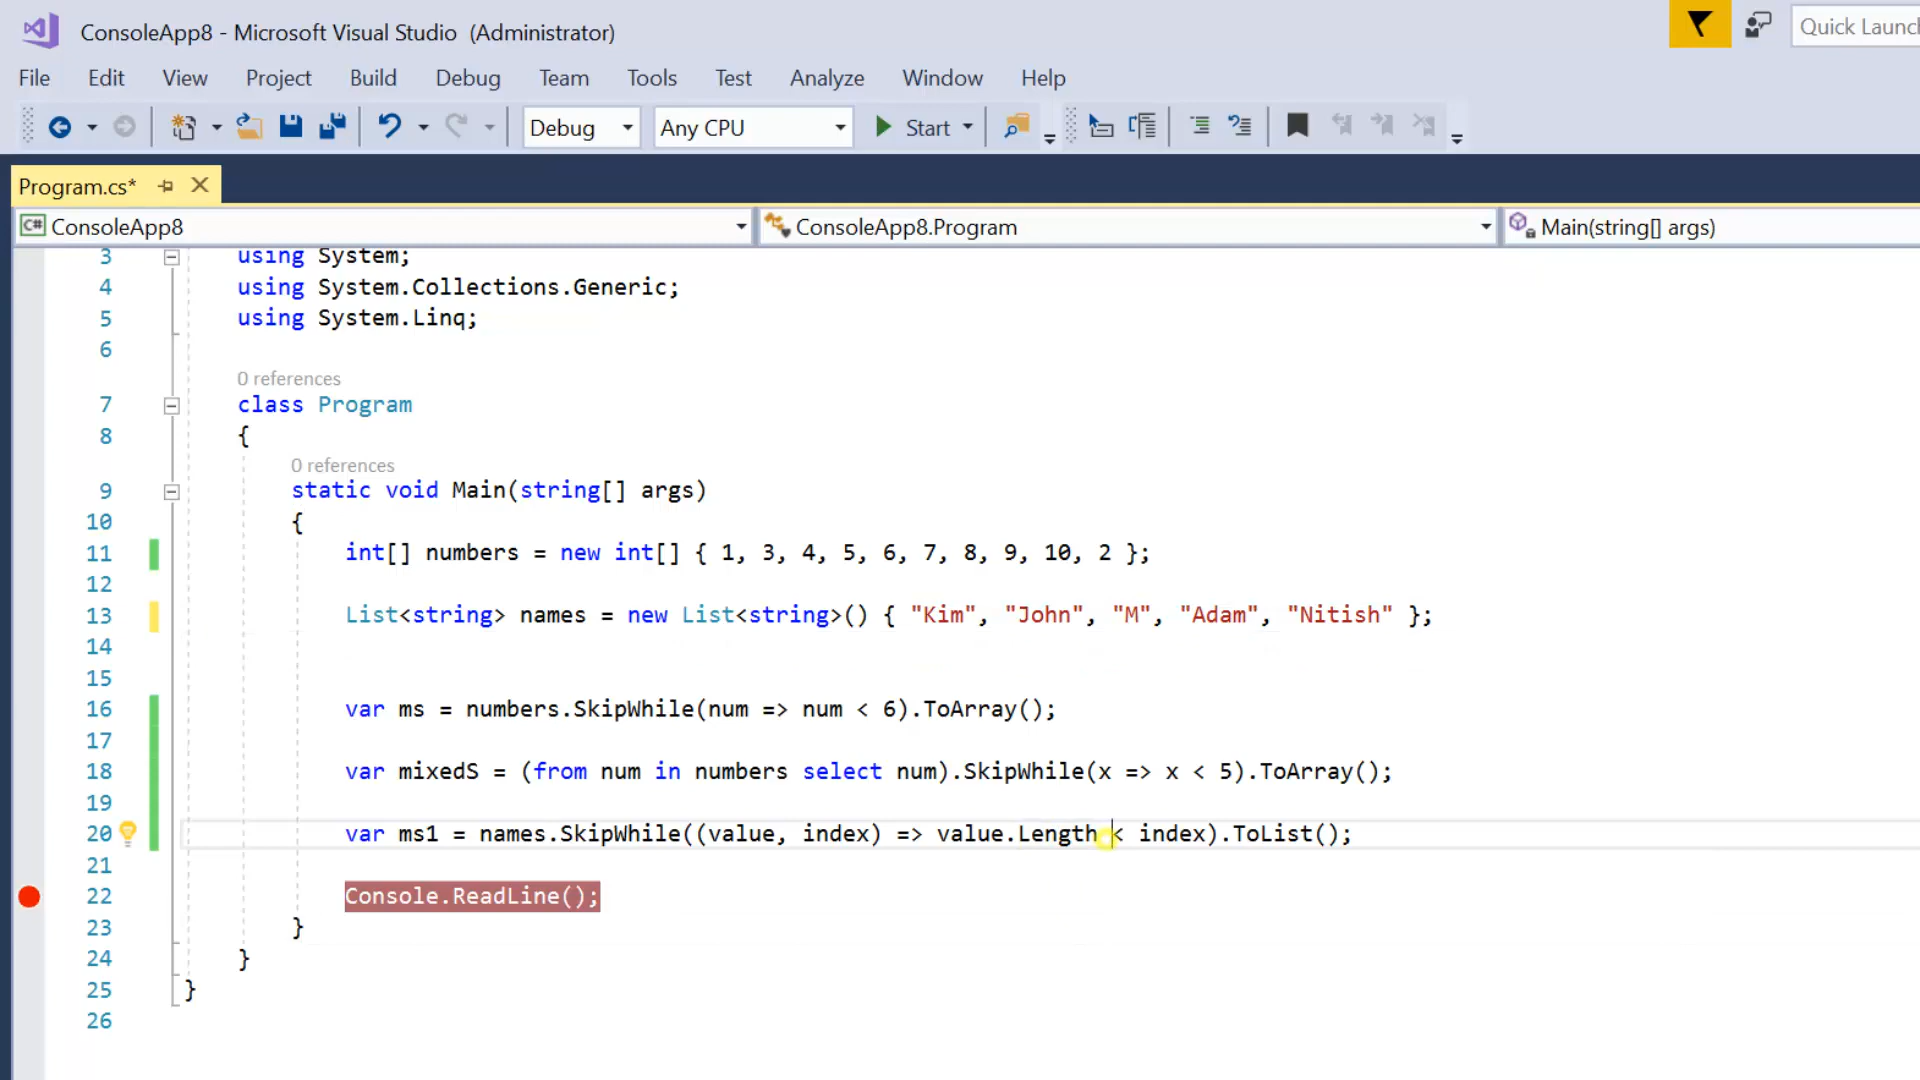 ConsoleApp8 - Microsoft Visual Studio (Administrator)
Quick Launch
File Edit View Project Build Debug Team Tools Test Analyze Window Help
Debug Any CPU Start
Program.cs*
C# ConsoleApp8 ConsoleApp8.Program Main(string[] args)
3 using System;
4 using System.Collections.Generic;
5 using System.Linq;
6
0 references
7 class Program
8 {
0 references
9 static void Main(string[] args)
10 {
11 int[] numbers = new int[] { 1, 3, 4, 5, 6, 7, 8, 9, 10, 2 };
12
13 List<string> names = new List<string>() { "Kim", "John", "M", "Adam", "Nitish" };
14
15
16 var ms = numbers.SkipWhile(num => num < 6).ToArray();
17
18 var mixedS = (from num in numbers select num).SkipWhile(x => x < 5).ToArray();
19
20 var ms1 = names.SkipWhile((value, index) => value.Length < index).ToList();
21
22 Console.ReadLine();
23 }
24 }
25 }
26